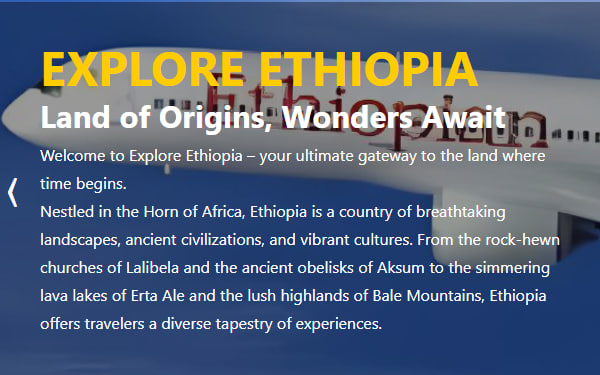 EXPLORE ETHIOPIA
Ethiopian
Land of Origins, Wonders Await
Welcome to Explore Ethiopia – your ultimate gateway to the land where
time begins.
Nestled in the Horn of Africa, Ethiopia is a country of breathtaking
landscapes, ancient civilizations, and vibrant cultures. From the rock-hewn
churches of Lalibela and the ancient obelisks of Aksum to the simmering
lava lakes of Erta Ale and the lush highlands of Bale Mountains, Ethiopia
offers travelers a diverse tapestry of experiences.